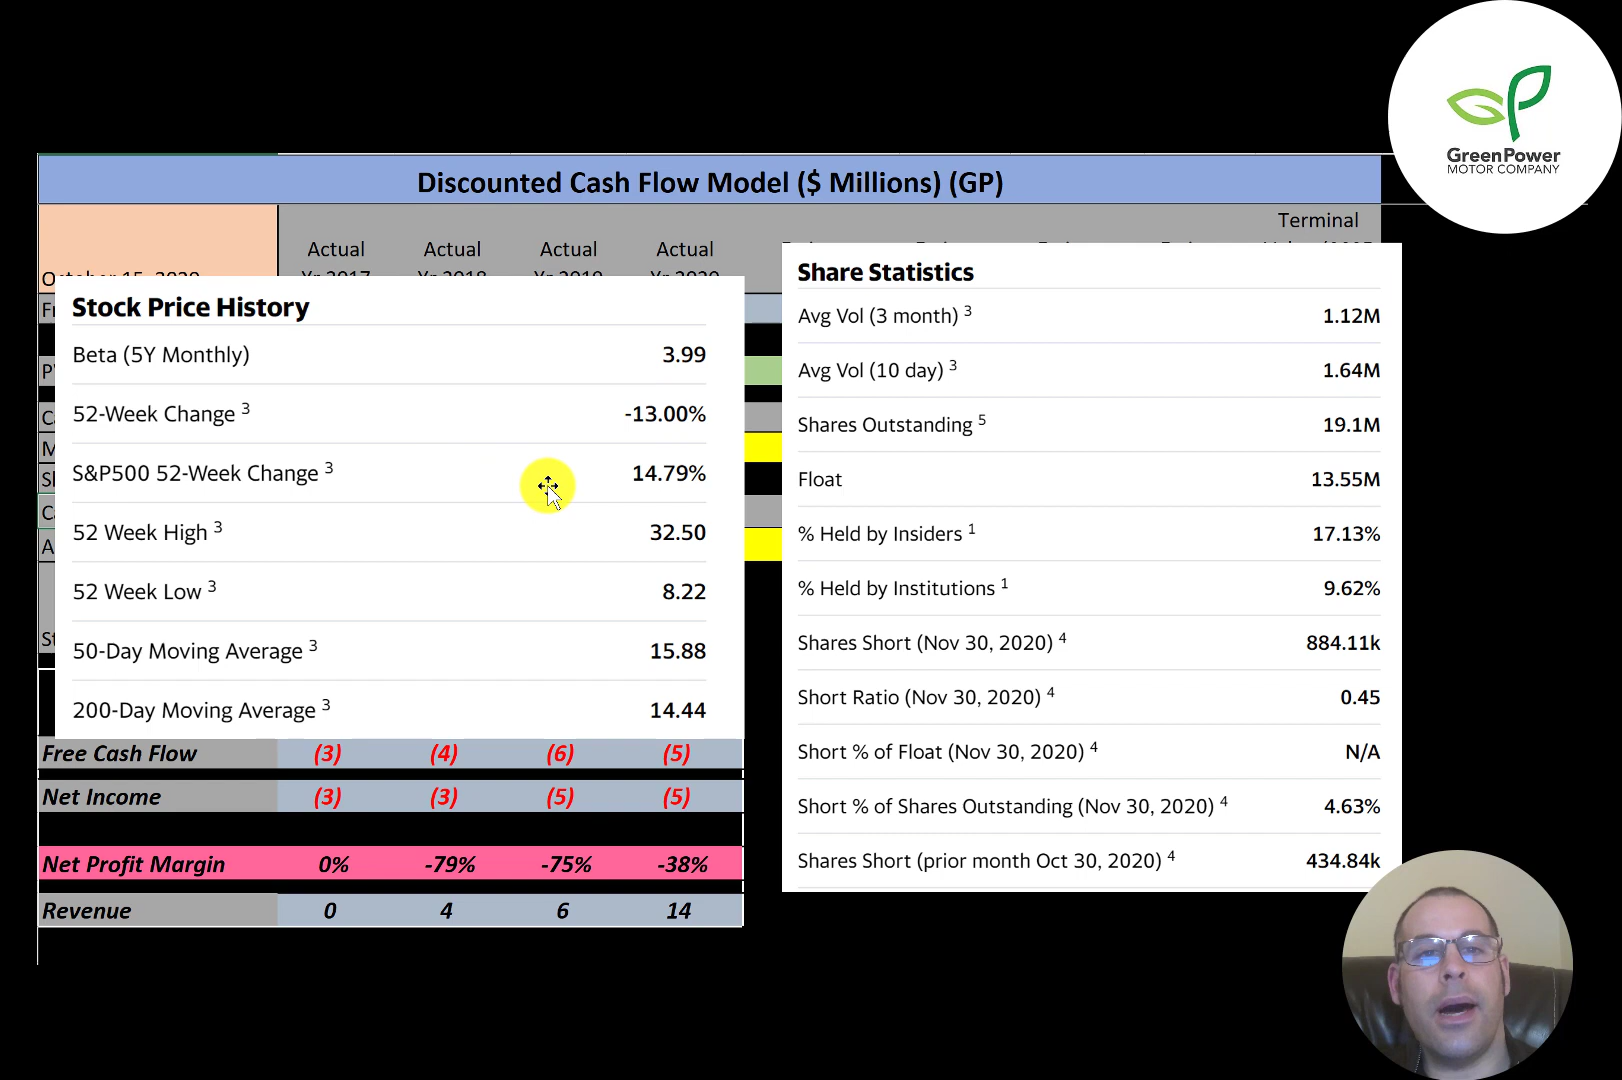 GreenPower
MOTOR COMPANY
Discounted Cash Flow Model ($ Millions) (GP)
Terminal
Actual Actual Actual Actual
Stock Price History
Beta (5Y Monthly) 3.99
52-Week Change 3 -13.00%
S&P500 52-Week Change 3 14.79%
52 Week High 3 32.50
52 Week Low 3 8.22
50-Day Moving Average 3 15.88
200-Day Moving Average 3 14.44
Share Statistics
Avg Vol (3 month) 3 1.12M
Avg Vol (10 day) 3 1.64M
Shares Outstanding 5 19.1M
Float 13.55M
% Held by Insiders 1 17.13%
% Held by Institutions 1 9.62%
Shares Short (Nov 30, 2020) 4 884.11k
Short Ratio (Nov 30, 2020) 4 0.45
Short % of Float (Nov 30, 2020) 4 N/A
Short % of Shares Outstanding (Nov 30, 2020) 4 4.63%
Shares Short (prior month Oct 30, 2020) 4 434.84k
Free Cash Flow (3) (4) (6) (5)
Net Income (3) (3) (5) (5)
Net Profit Margin 0% -79% -75% -38%
Revenue 0 4 6 14